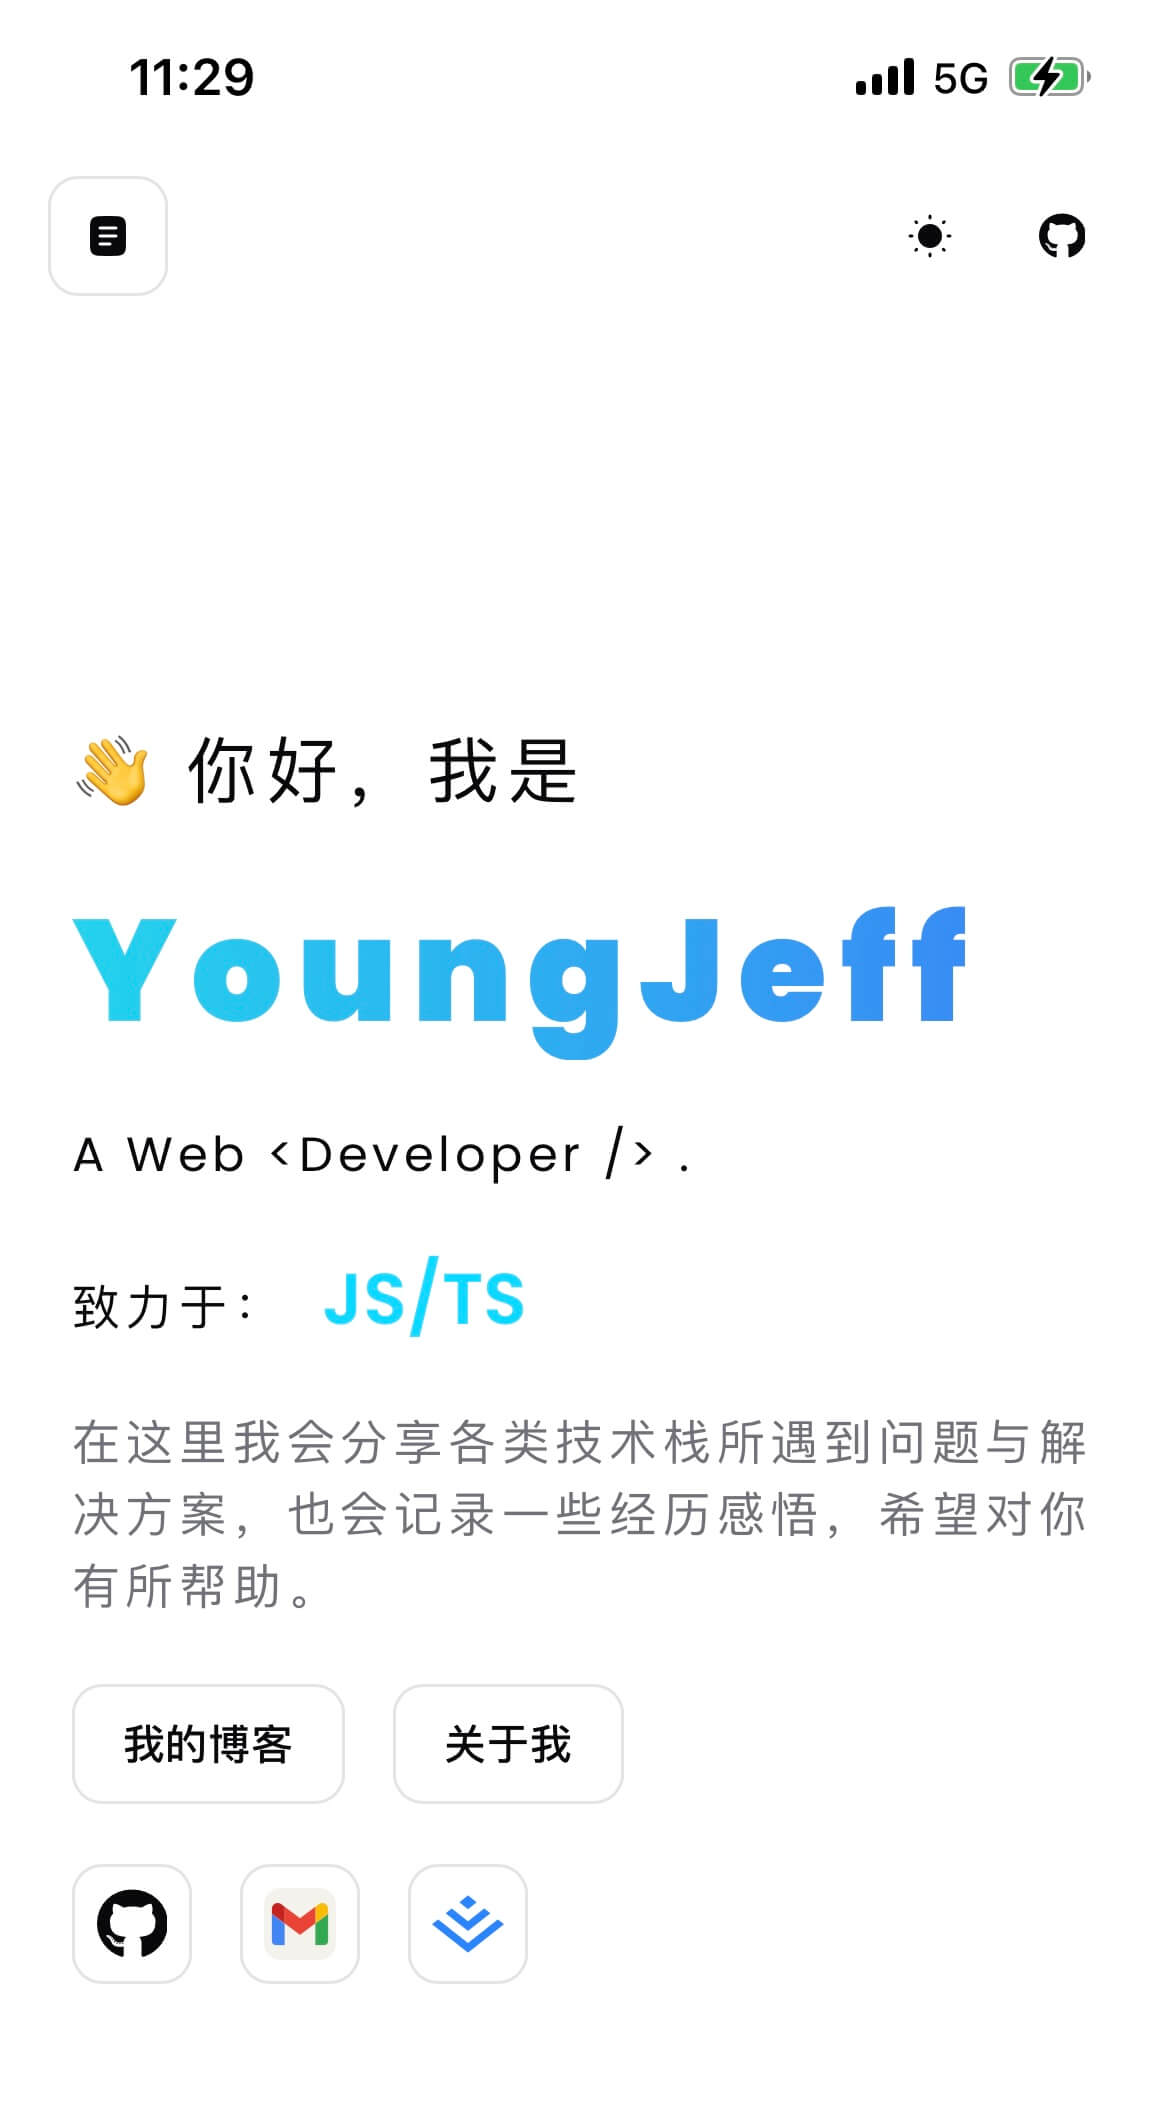 11:29
5G
👋 你好，我是
YoungJeff
A Web <Developer /> .
致力于： JS/TS
在这里我会分享各类技术栈所遇到问题与解
决方案，也会记录一些经历感悟，希望对你
有所帮助。
我的博客
关于我